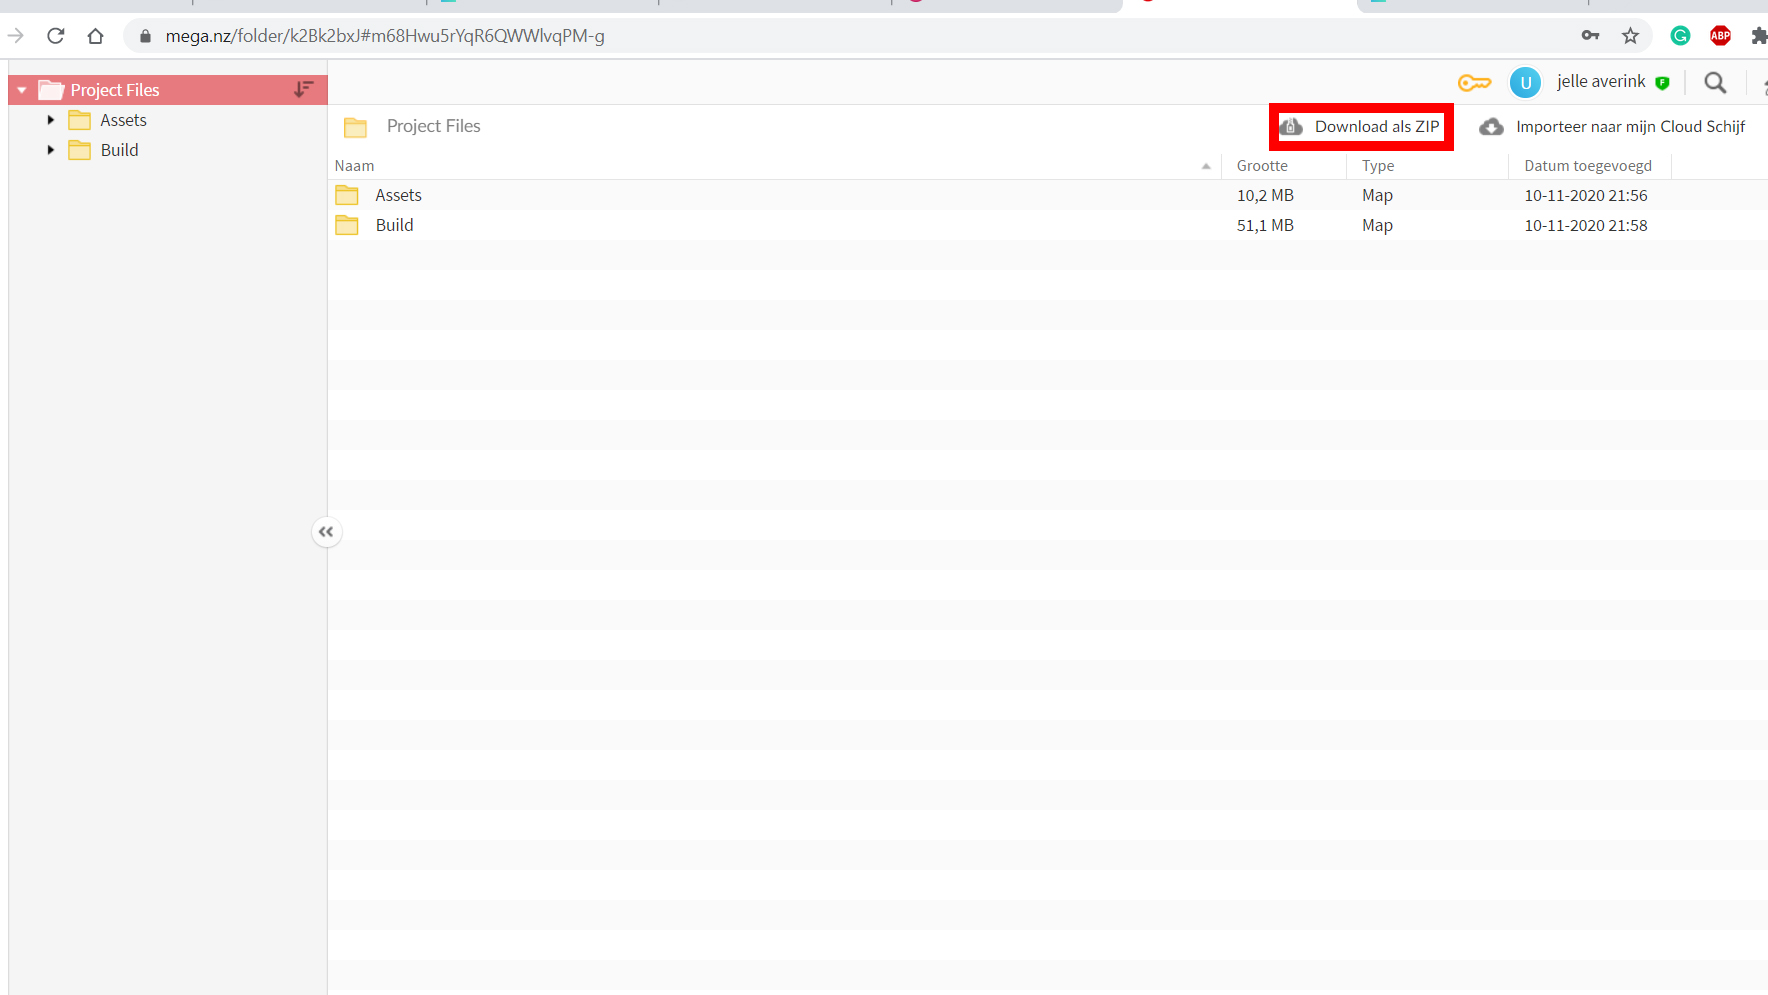 mega.nz/folder/k2Bk2bxJ#m68Hwu5rYqR6QWWlvqPM-g
ABP
Project Files
Assets
Build
U
jelle averink
F
Project Files
Download als ZIP
Importeer naar mijn Cloud Schijf
Naam Grootte Type Datum toegevoegd
Assets 10,2 MB Map 10-11-2020 21:56
Build 51,1 MB Map 10-11-2020 21:58